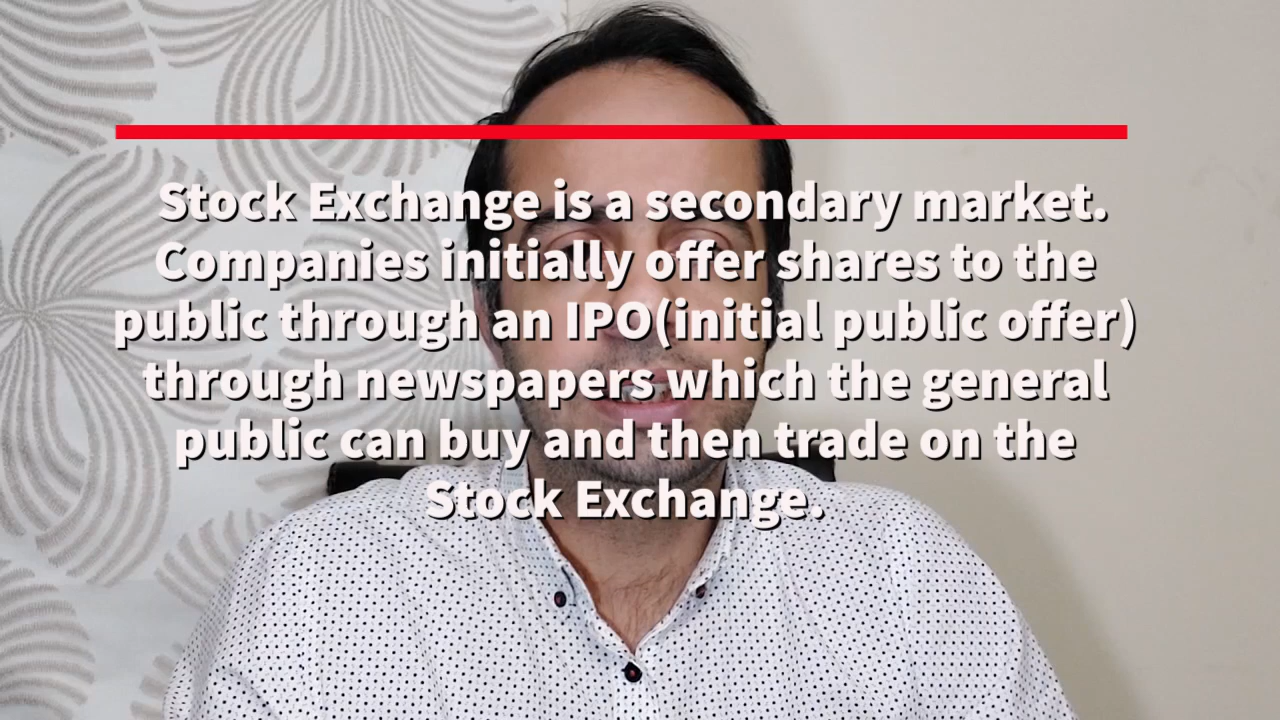 Stock Exchange is a secondary market.
Companies initially offer shares to the
public through an IPO(initial public offer)
through newspapers which the general
public can buy and then trade on the
Stock Exchange.